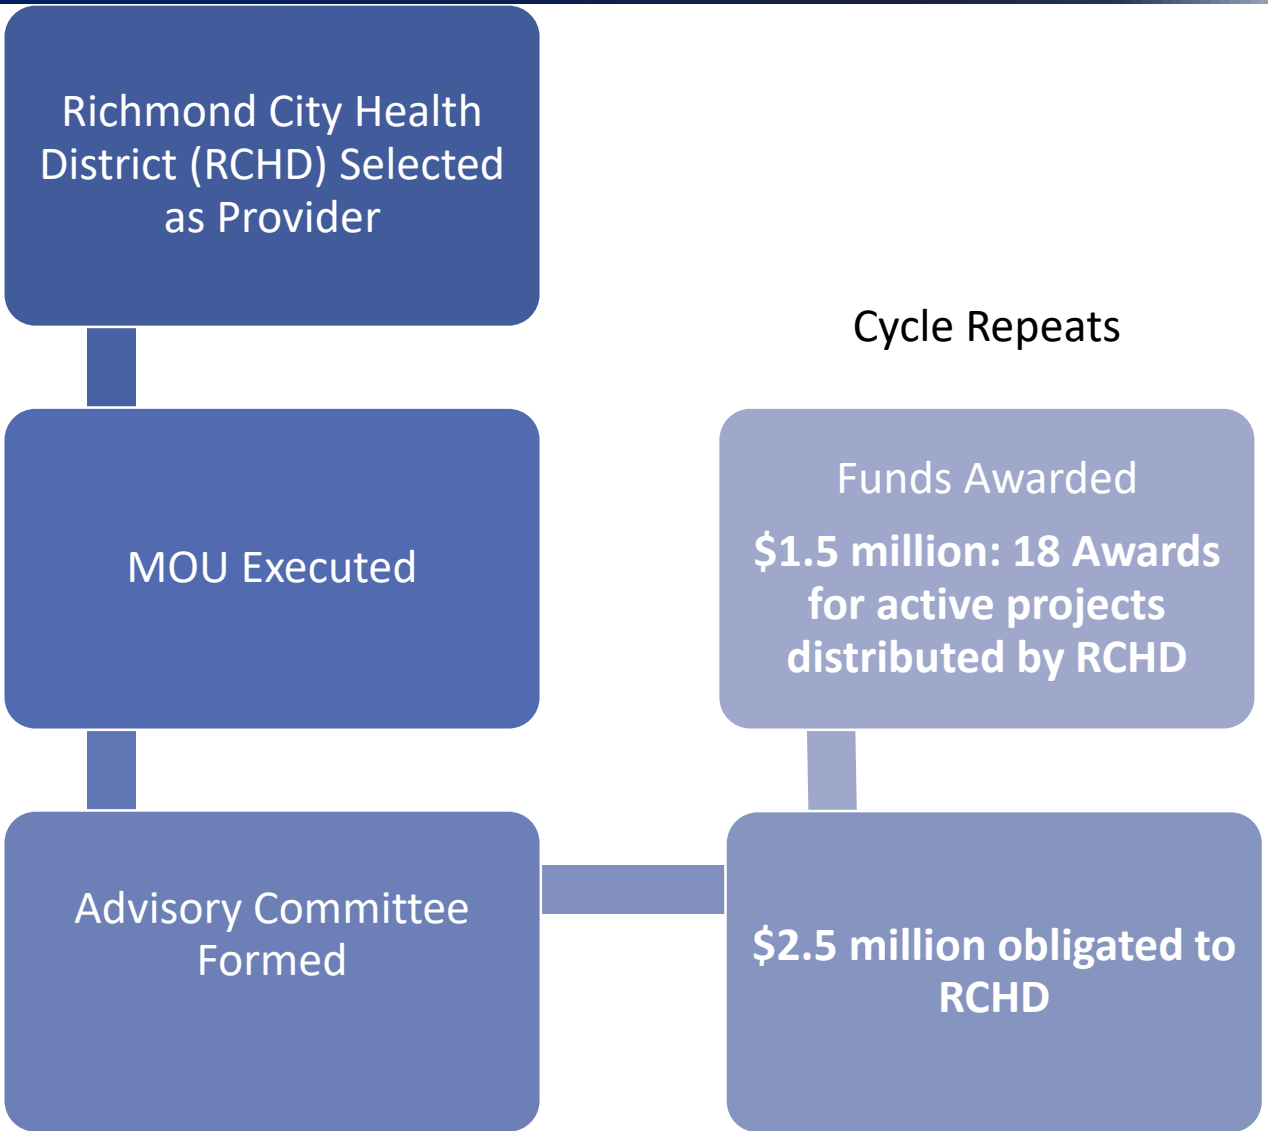 Richmond City Health
District (RCHD) Selected
as Provider
MOU Executed
Advisory Committee
Formed
$2.5 million obligated to
RCHD
Funds Awarded
$1.5 million: 18 Awards
for active projects
distributed by RCHD
Cycle Repeats